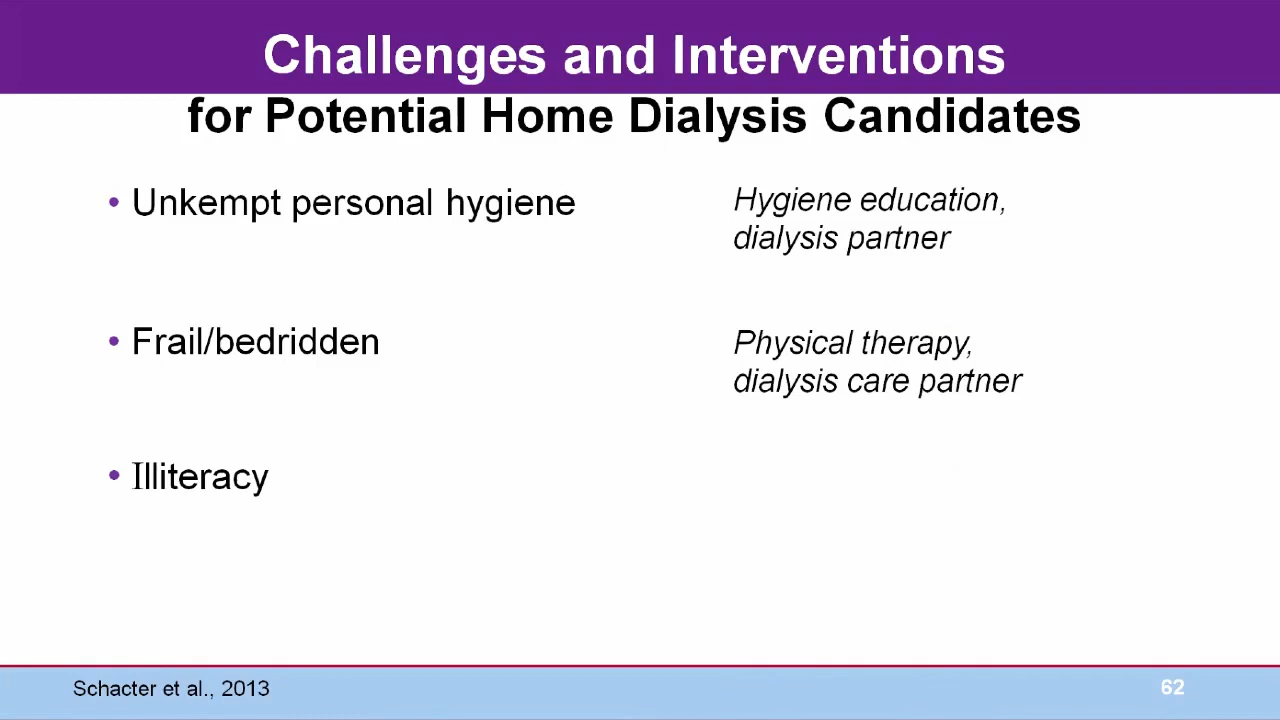 Challenges and Interventions
for Potential Home Dialysis Candidates
• Unkempt personal hygiene
Hygiene education,
dialysis partner
• Frail/bedridden
Physical therapy,
dialysis care partner
• Illiteracy
Schacter et al., 2013
62